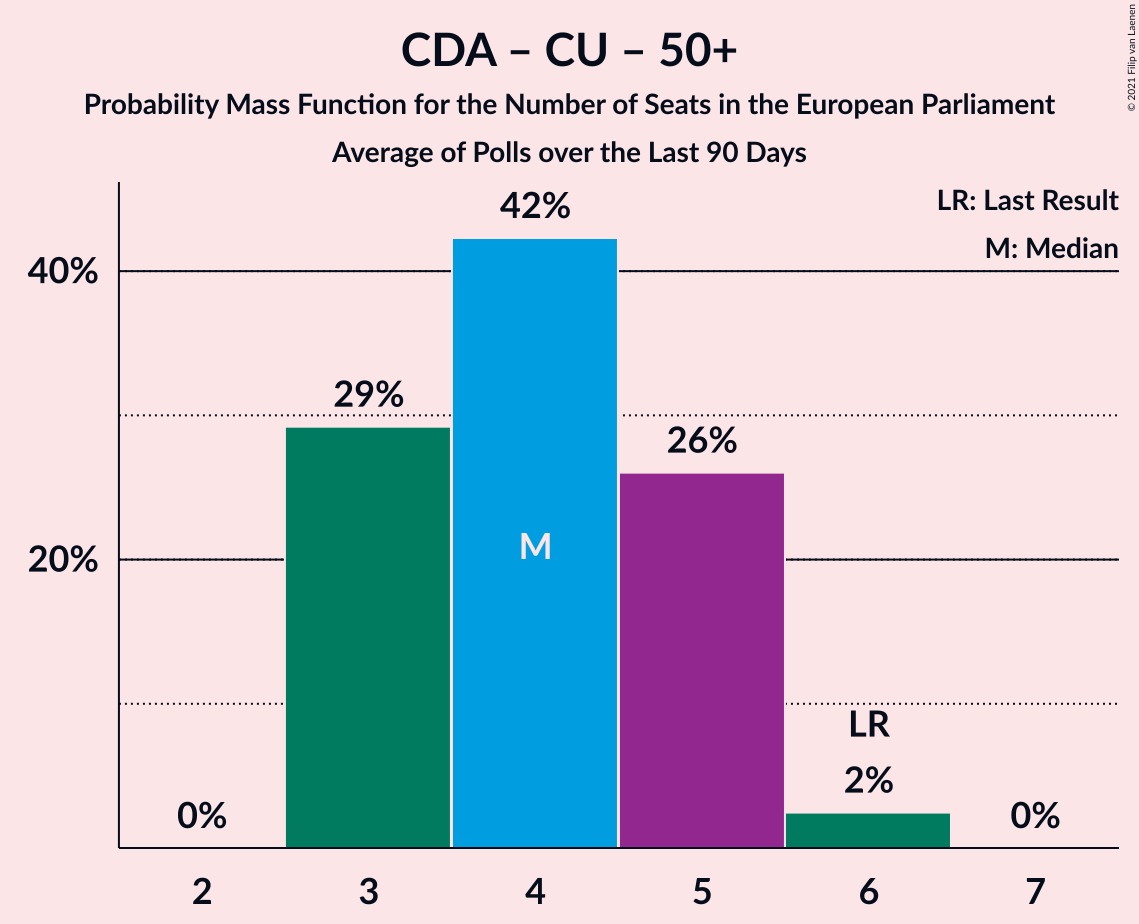 CDA – CU – 50+
Probability Mass Function for the Number of Seats in the European Parliament
Average of Polls over the Last 90 Days
© 2021 Filip van Laenen
LR: Last Result
M: Median
40%
20%
0%
29%
42%
M
26%
LR
2%
0%
2
3
4
5
6
7